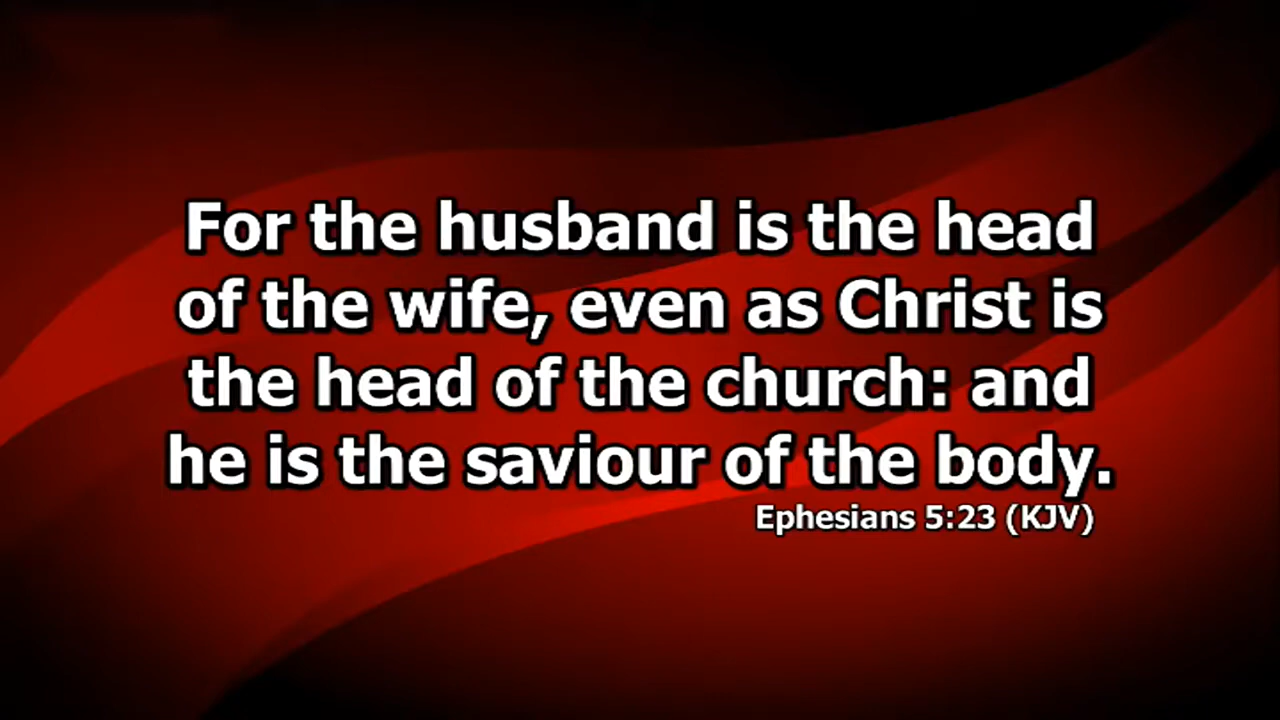 For the husband is the head
of the wife, even as Christ is
the head of the church: and
he is the saviour of the body.
Ephesians 5:23 (KJV)